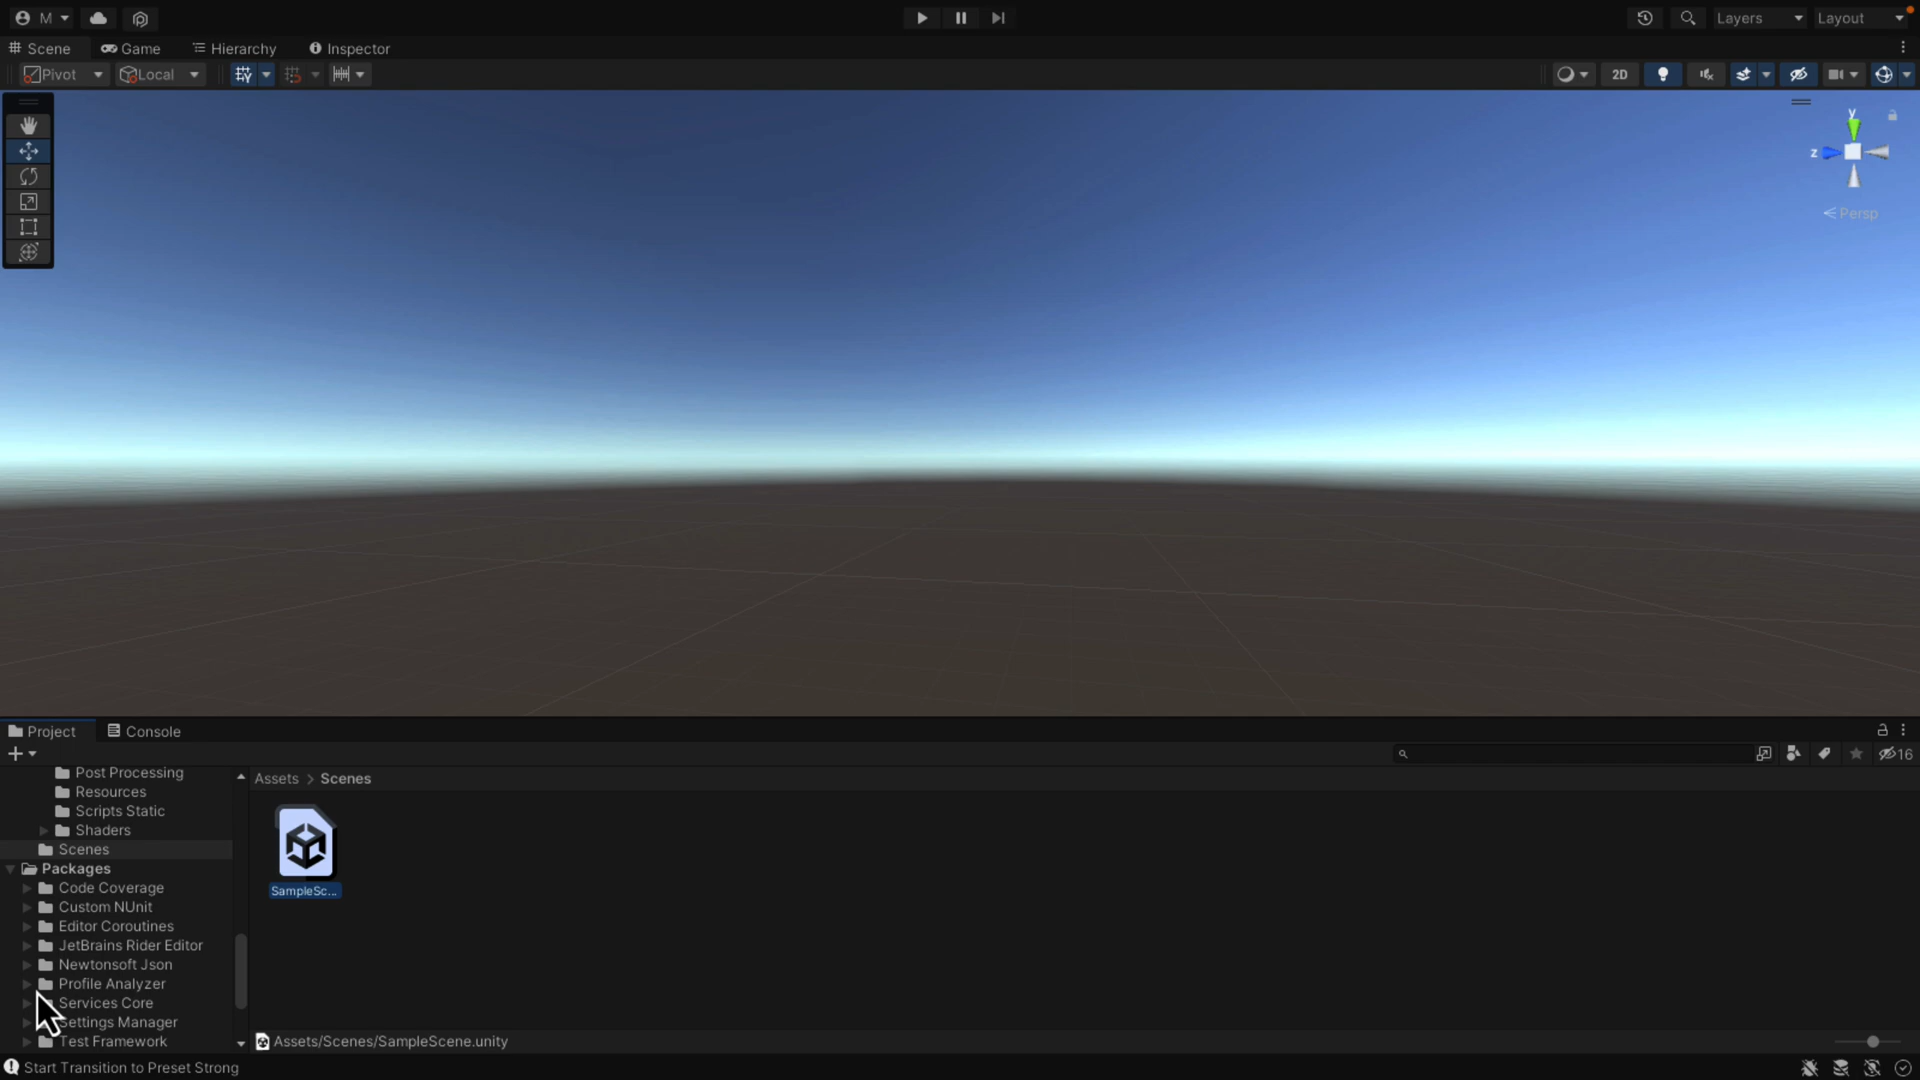 M
Layers
Layout
Scene
Game
Hierarchy
Inspector
Pivot
Local
2D
y
z
Persp
Project
Console
16
Post Processing
Resources
Scripts Static
Shaders
Scenes
Packages
Code Coverage
Custom NUnit
Editor Coroutines
JetBrains Rider Editor
Newtonsoft Json
Profile Analyzer
Services Core
Settings Manager
Test Framework
Assets > Scenes
SampleSc...
Assets/Scenes/SampleScene.unity
Start Transition to Preset Strong